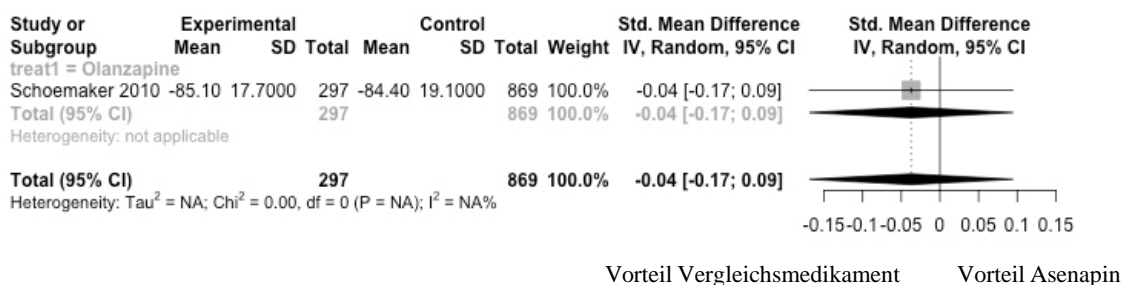 Study or Experimental Control Std. Mean Difference Std. Mean Difference
Subgroup Mean SD Total Mean SD Total Weight IV, Random, 95% CI IV, Random, 95% CI
treat1 = Olanzapine
Schoemaker 2010 -85.10 17.7000 297 -84.40 19.1000 869 100.0% -0.04 [-0.17; 0.09]
Total (95% CI) 297 869 100.0% -0.04 [-0.17; 0.09]
Heterogeneity: not applicable
Total (95% CI) 297 869 100.0% -0.04 [-0.17; 0.09]
Heterogeneity: Tau² = NA; Chi² = 0.00, df = 0 (P = NA); I² = NA%
-0.15 -0.1 -0.05 0 0.05 0.1 0.15
Vorteil Vergleichsmedikament Vorteil Asenapin